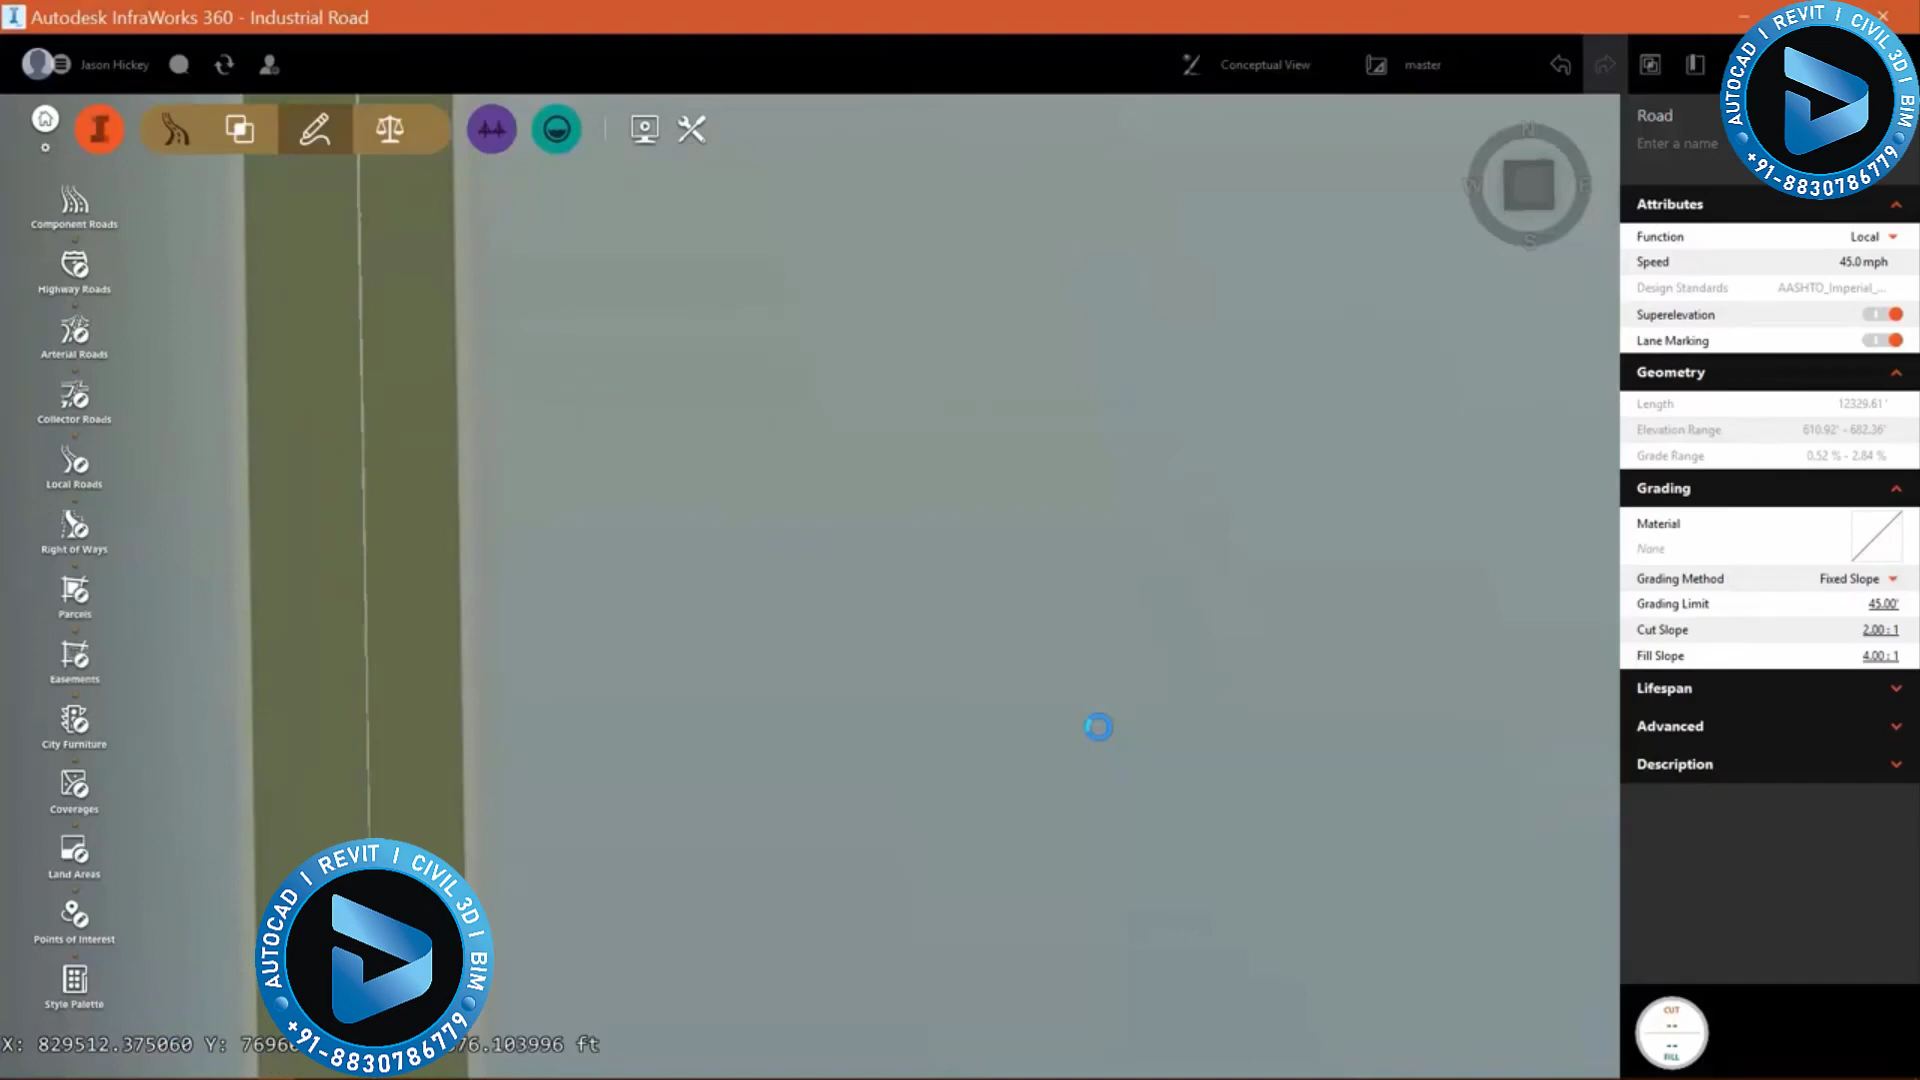 Autodesk InfraWorks 360 - Industrial Road
Jason Hickey
Conceptual View
master
AUTOCAD | REVIT | CIVIL 3D | BIM
+91-8830786779
Road
Enter a name
N
W
E
S
Component Roads
Highway Roads
Arterial Roads
Collector Roads
Local Roads
Right of Ways
Parcels
Easements
City Furniture
Coverages
Land Areas
Points of Interest
Style Palette
Attributes
Function Local
Speed 45.0 mph
Design Standards AASHTO_Imperial_...
Superelevation
Lane Marking
Geometry
Length 12329.61'
Elevation Range 610.92' - 682.36'
Grade Range 0.52 % - 2.84 %
Grading
Material
None
Grading Method Fixed Slope
Grading Limit 45.00'
Cut Slope 2.00 : 1
Fill Slope 4.00 : 1
Lifespan
Advanced
Description
CUT
--
--
FILL
AUTOCAD | REVIT | CIVIL 3D | BIM
+91-8830786779
X: 829512.375060 Y: 7696 76.103996 ft